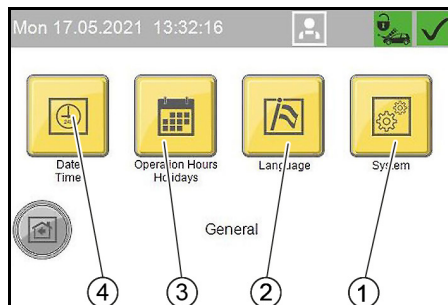 Mon 17.05.2021 13:32:16
24h
Date
Time
Operation Hours
Holidays
Language
System
General
4
3
2
1